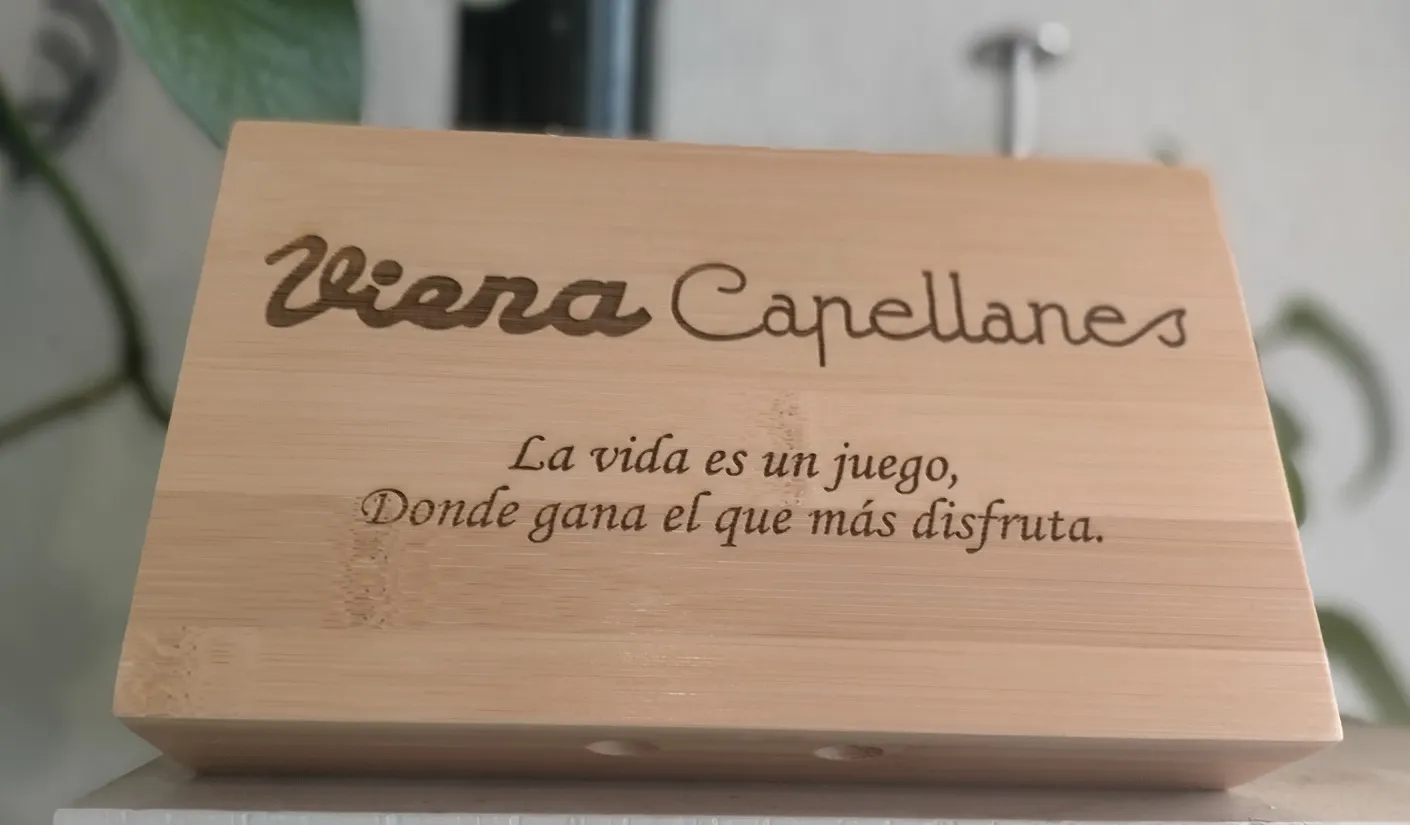 Viena Capellanes
La vida es un juego,
Donde gana el que más disfruta.